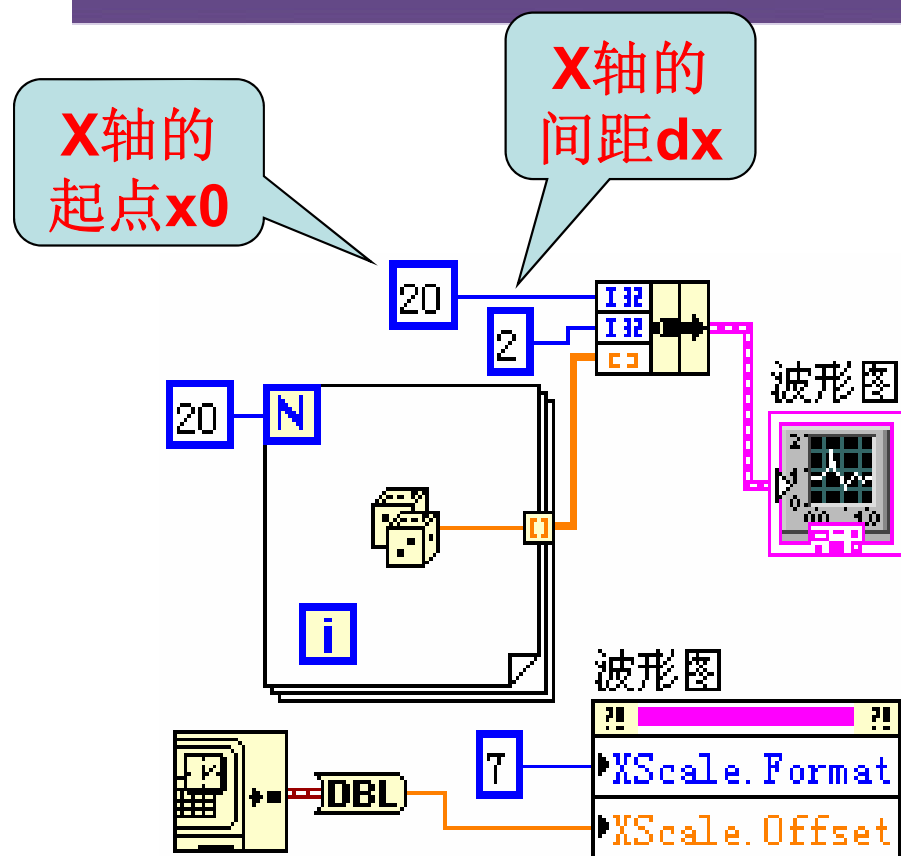 X轴的
起点x0
X轴的
间距dx
20
I32
2
I32
[ ]
波形图
20
N
[ ]
i
波形图
?!
?!
7
XScale.Format
DBL
XScale.Offset